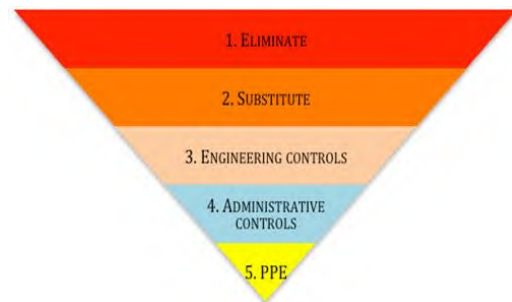 1. ELIMINATE
2. SUBSTITUTE
3. ENGINEERING CONTROLS
4. ADMINISTRATIVE
CONTROLS
5. PPE